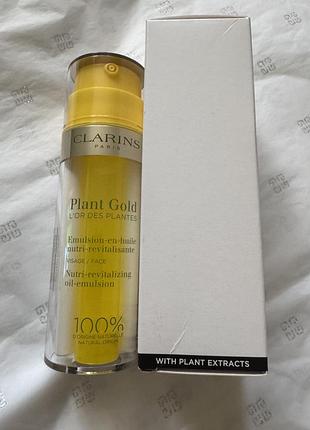 CLARINS
PARIS
Plant Gold
L'OR DES PLANTES
Emulsion-en-huile
nutri-revitalisante
VISAGE / FACE
Nutri-revitalizing
oil-emulsion
100%
D'ORIGINE NATURELLE
NATURAL ORIGIN
WITH PLANT EXTRACTS